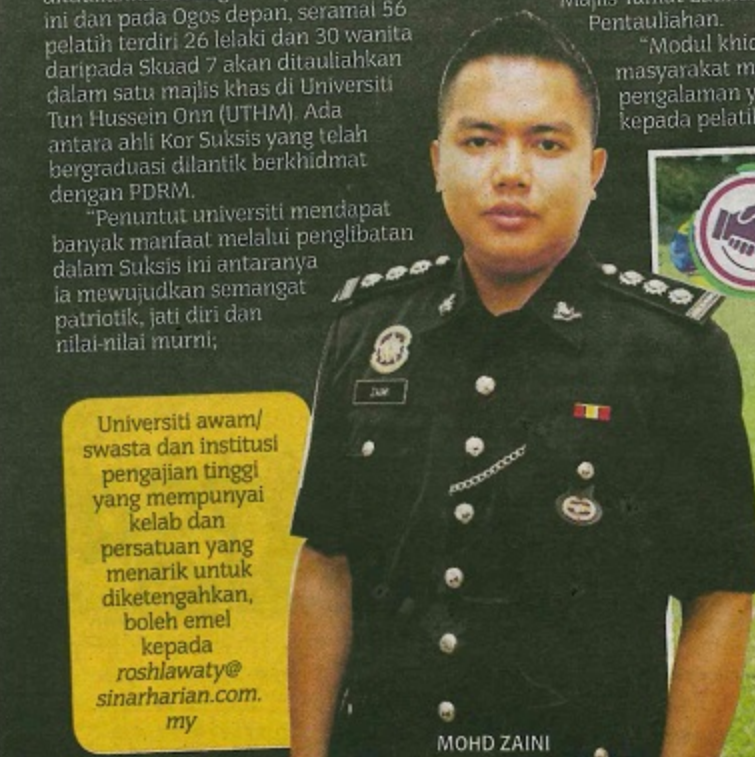 ini dan pada Ogos depan, seramai 56
pelatih terdiri 26 lelaki dan 30 wanita
daripada Skuad 7 akan ditauliahkan
dalam satu majlis khas di Universiti
Tun Hussein Onn (UTHM). Ada
antara ahli Kor Suksis yang telah
bergraduasi dilantik berkhidmat
dengan PDRM.
“Penuntut universiti mendapat
banyak manfaat melalui penglibatan
dalam Suksis ini antaranya
ia mewujudkan semangat
patriotik, jati diri dan
nilai-nilai murni;
Pentauliahan.
“Modul
masyarakat
pengalaman
kepada
Universiti awam/
swasta dan institusi
pengajian tinggi
yang mempunyai
kelab dan
persatuan yang
menarik untuk
diketengahkan,
boleh emel
kepada
roshlawaty@
sinarharian.com.
my
MOHD ZAINI